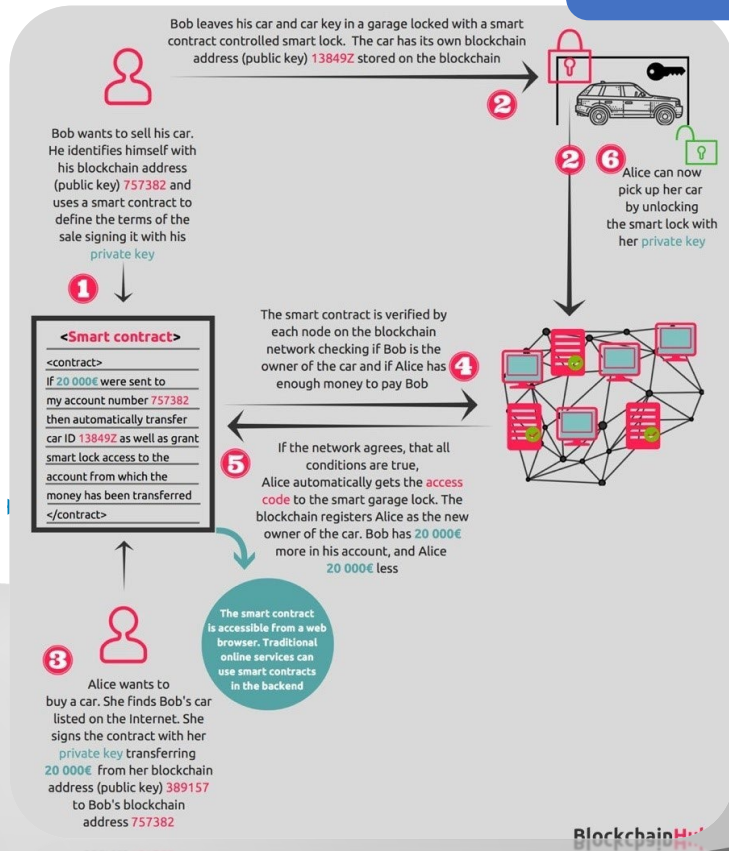 Bob leaves his car and car key in a garage locked with a smart
contract controlled smart lock. The car has its own blockchain
address (public key) 13849Z stored on the blockchain
2
Bob wants to sell his car.
He identifies himself with
his blockchain address
(public key) 757382 and
uses a smart contract to
define the terms of the
sale signing it with his
private key
1
2
6
Alice can now
pick up her car
by unlocking
the smart lock with
her private key
<Smart contract>
<contract>
If 20 000€ were sent to
my account number 757382
then automatically transfer
car ID 13849Z as well as grant
smart lock access to the
account from which the
money has been transferred
</contract>
The smart contract is verified by
each node on the blockchain
network checking if Bob is the
owner of the car and if Alice has
enough money to pay Bob
4
5
If the network agrees, that all
conditions are true,
Alice automatically gets the access
code to the smart garage lock. The
blockchain registers Alice as the new
owner of the car. Bob has 20 000€
more in his account, and Alice
20 000€ less
The smart contract
is accessible from a web
browser. Traditional
online services can
use smart contracts
in the backend
3
Alice wants to
buy a car. She finds Bob's car
listed on the Internet. She
signs the contract with her
private key transferring
20 000€ from her blockchain
address (public key) 389157
to Bob's blockchain
address 757382